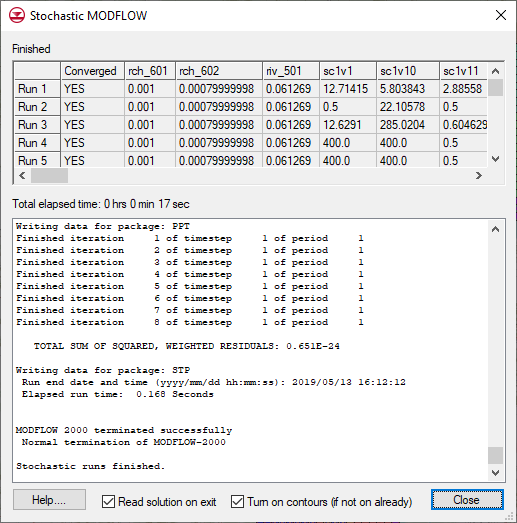 Stochastic MODFLOW
Finished
Converged rch_601 rch_602 riv_501 sc1v1 sc1v10 sc1v11
Run 1 YES 0.001 0.00079999998 0.061269 12.71415 5.803843 2.88558
Run 2 YES 0.001 0.00079999998 0.061269 0.5 22.10578 0.5
Run 3 YES 0.001 0.00079999998 0.061269 12.6291 285.0204 0.604629
Run 4 YES 0.001 0.00079999998 0.061269 400.0 400.0 0.5
Run 5 YES 0.001 0.00079999998 0.061269 400.0 400.0 0.5
Total elapsed time: 0 hrs 0 min 17 sec
Writing data for package: PPT
Finished iteration 1 of timestep 1 of period 1
Finished iteration 2 of timestep 1 of period 1
Finished iteration 3 of timestep 1 of period 1
Finished iteration 4 of timestep 1 of period 1
Finished iteration 5 of timestep 1 of period 1
Finished iteration 6 of timestep 1 of period 1
Finished iteration 7 of timestep 1 of period 1
Finished iteration 8 of timestep 1 of period 1
TOTAL SUM OF SQUARED, WEIGHTED RESIDUALS: 0.651E-24
Writing data for package: STP
Run end date and time (yyyy/mm/dd hh:mm:ss): 2019/05/13 16:12:12
Elapsed run time: 0.168 Seconds
MODFLOW 2000 terminated successfully
Normal termination of MODFLOW-2000
Stochastic runs finished.
Help.... Read solution on exit Turn on contours (if not on already) Close